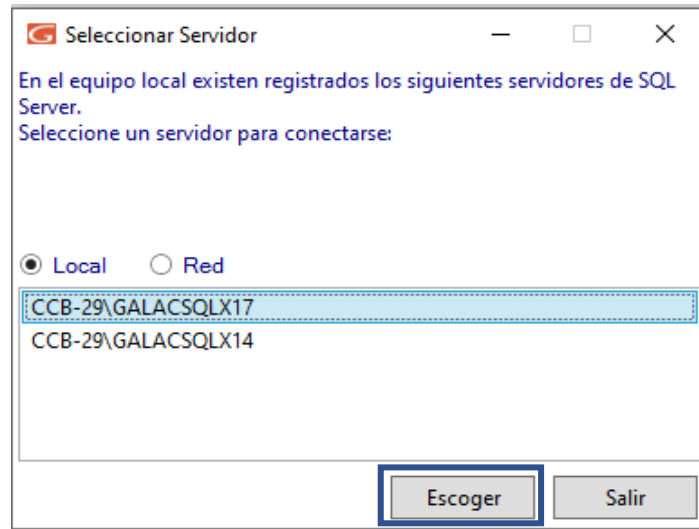 Seleccionar Servidor
En el equipo local existen registrados los siguientes servidores de SQL
Server.
Seleccione un servidor para conectarse:
Local Red
CCB-29\GALACSQLX17
CCB-29\GALACSQLX14
Escoger Salir